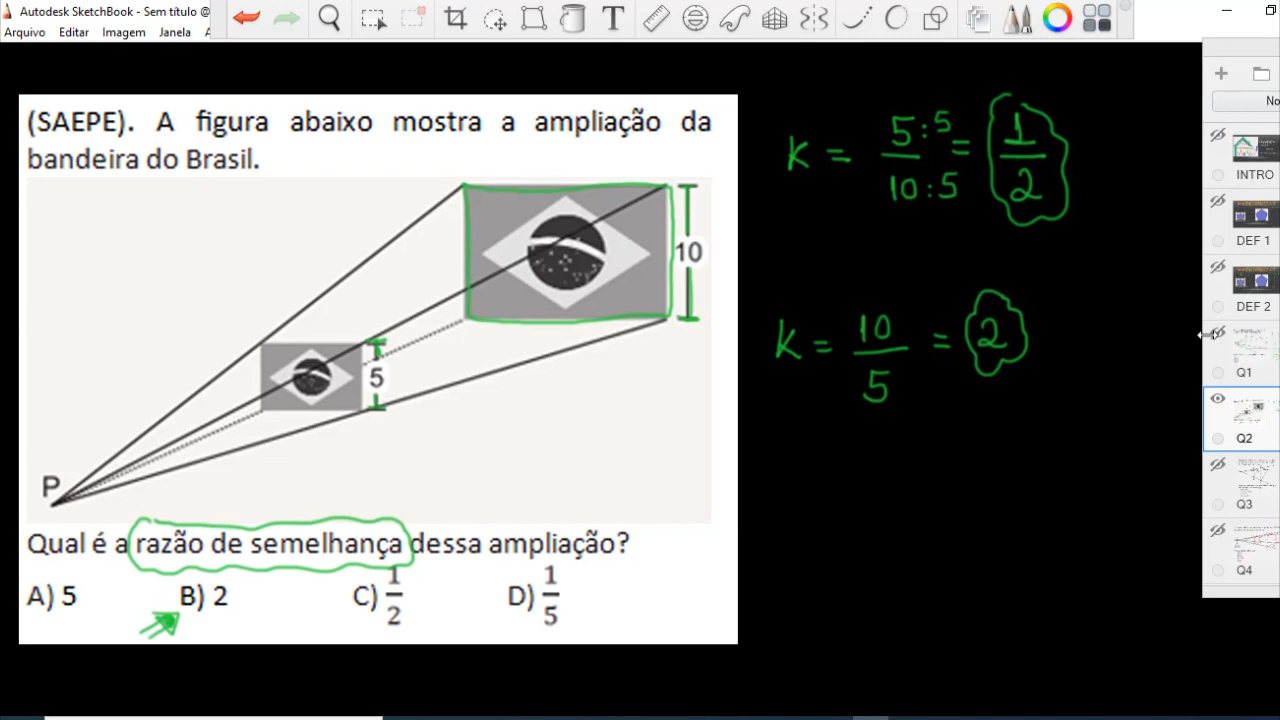 Autodesk SketchBook - Sem título @
Arquivo Editar Imagem Janela
(SAEPE). A figura abaixo mostra a ampliação da
bandeira do Brasil.
10
5
P
Qual é a razão de semelhança dessa ampliação?
A) 5 B) 2 C) 1/2 D) 1/5
K = 5:5/10:5 = 1/2
K = 10/5 = 2
No
INTRO
DEF 1
DEF 2
Q1
Q2
Q3
Q4